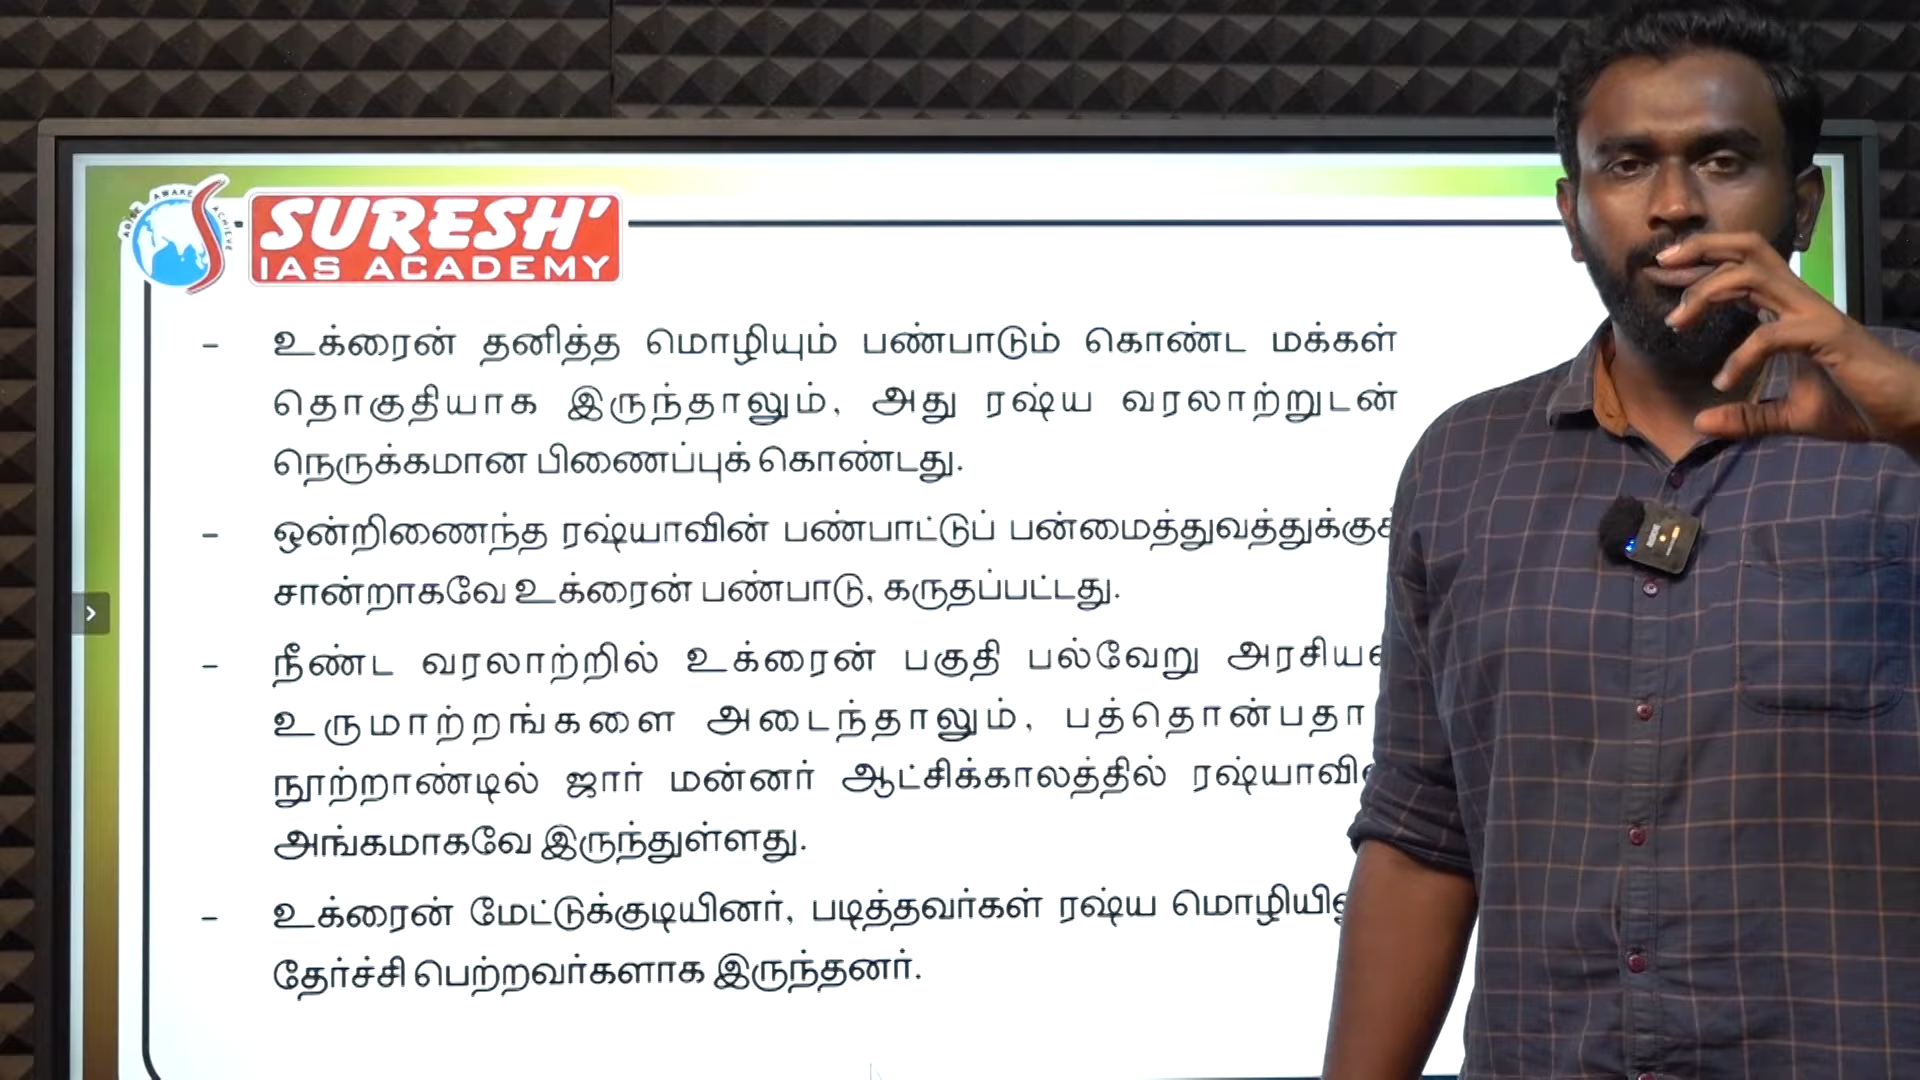 ARISE AWAKE ACHIEVE
SURESH'
IAS ACADEMY
- உக்ரைன் தனித்த மொழியும் பண்பாடும் கொண்ட மக்கள்
தொகுதியாக இருந்தாலும், அது ரஷ்ய வரலாற்றுடன்
நெருக்கமான பிணைப்புக் கொண்டது.
- ஒன்றிணைந்த ரஷ்யாவின் பண்பாட்டுப் பன்மைத்துவத்துக்குச்
சான்றாகவே உக்ரைன் பண்பாடு, கருதப்பட்டது.
- நீண்ட வரலாற்றில் உக்ரைன் பகுதி பல்வேறு அரசியல்
உருமாற்றங்களை அடைந்தாலும், பத்தொன்பதா
நூற்றாண்டில் ஜார் மன்னர் ஆட்சிக்காலத்தில் ரஷ்யாவின்
அங்கமாகவே இருந்துள்ளது.
- உக்ரைன் மேட்டுக்குடியினர், படித்தவர்கள் ரஷ்ய
தேர்ச்சி பெற்றவர்களாக இருந்தனர்.